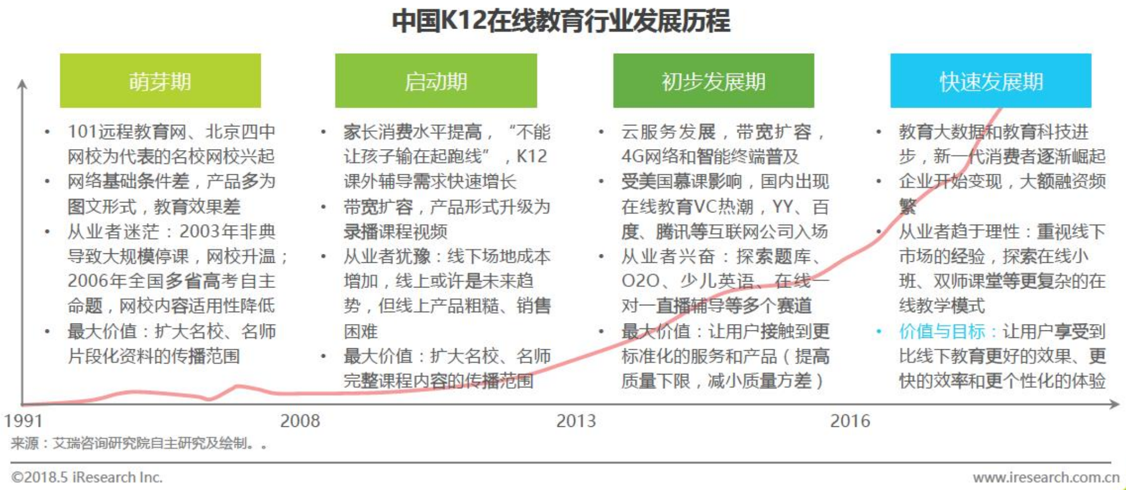 中国K12在线教育行业发展历程
萌芽期
• 101远程教育网、北京四中
网校为代表的名校网校兴起
• 网络基础条件差，产品多为
图文形式，教育效果差
• 从业者迷茫：2003年非典
导致大规模停课，网校升温；
2006年全国多省高考自主
命题，网校内容适用性降低
• 最大价值：扩大名校、名师
片段化资料的传播范围
启动期
• 家长消费水平提高，“不能
让孩子输在起跑线”，K12
课外辅导需求快速增长
• 带宽扩容，产品形式升级为
录播课程视频
• 从业者犹豫：线下场地成本
增加，线上或许是未来趋
势，但线上产品粗糙、销售
困难
• 最大价值：扩大名校、名师
完整课程内容的传播范围
初步发展期
• 云服务发展，带宽扩容，
4G网络和智能终端普及
• 受美国慕课影响，国内出现
在线教育VC热潮，YY、百
度、腾讯等互联网公司入场
• 从业者兴奋：探索题库、
O2O、少儿英语、在线一
对一直播辅导等多个赛道
• 最大价值：让用户接触到更
标准化的服务和产品（提高
质量下限，减小质量方差）
快速发展期
• 教育大数据和教育科技进
步，新一代消费者逐渐崛起
• 企业开始变现，大额融资频
繁
• 从业者趋于理性：重视线下
市场的经验，探索在线小
班、双师课堂等更复杂的在
线教学模式
• 价值与目标：让用户享受到
比线下教育更好的效果、更
快的效率和更个性化的体验
1991
2008
2013
2016
来源：艾瑞咨询研究院自主研究及绘制。。
©2018.5 iResearch Inc.
www.iresearch.com.cn